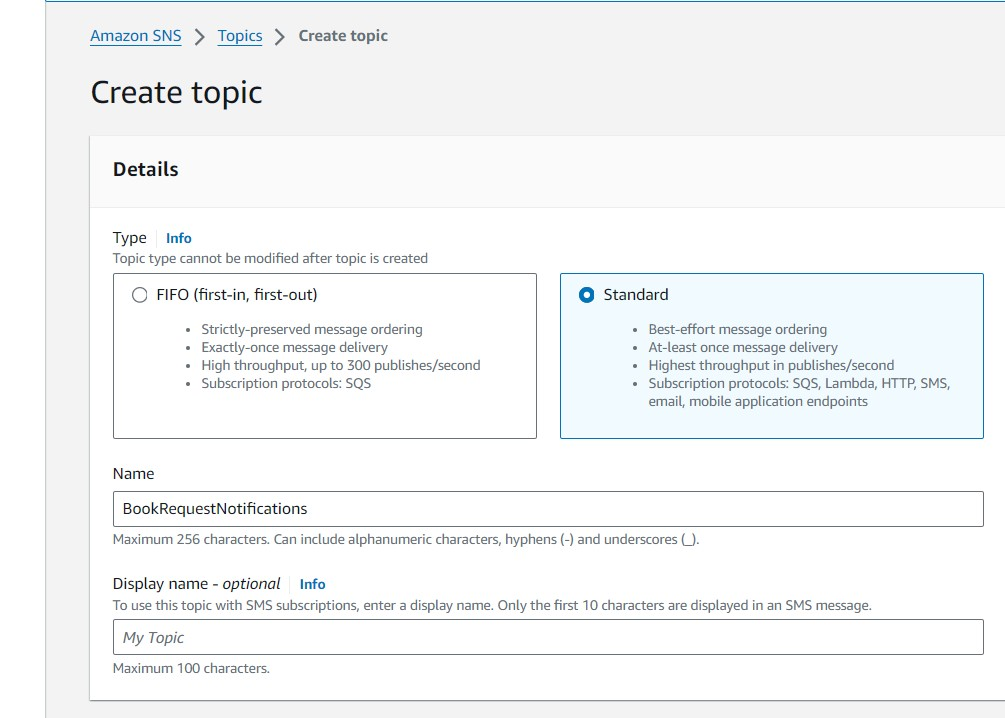 Amazon SNS > Topics > Create topic
Create topic
Details
Type Info
Topic type cannot be modified after topic is created
FIFO (first-in, first-out)
• Strictly-preserved message ordering
• Exactly-once message delivery
• High throughput, up to 300 publishes/second
• Subscription protocols: SQS
Standard
• Best-effort message ordering
• At-least once message delivery
• Highest throughput in publishes/second
• Subscription protocols: SQS, Lambda, HTTP, SMS,
email, mobile application endpoints
Name
BookRequestNotifications
Maximum 256 characters. Can include alphanumeric characters, hyphens (-) and underscores (_).
Display name - optional Info
To use this topic with SMS subscriptions, enter a display name. Only the first 10 characters are displayed in an SMS message.
My Topic
Maximum 100 characters.